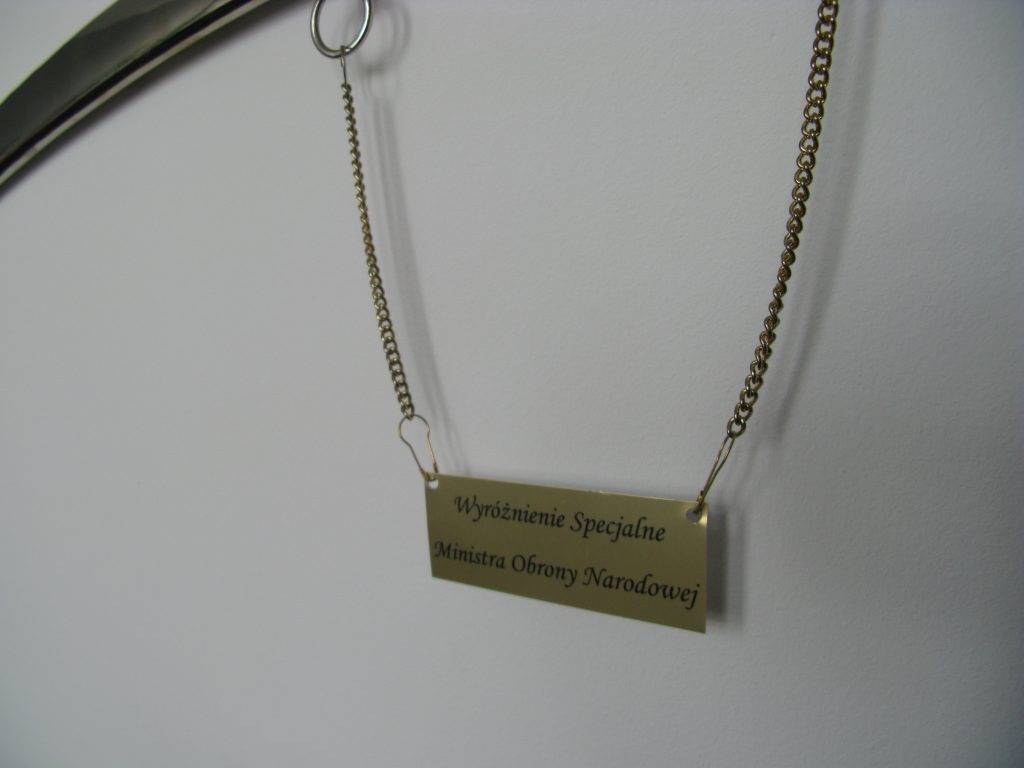 Wyróżnienie Specjalne
Ministra Obrony Narodowej